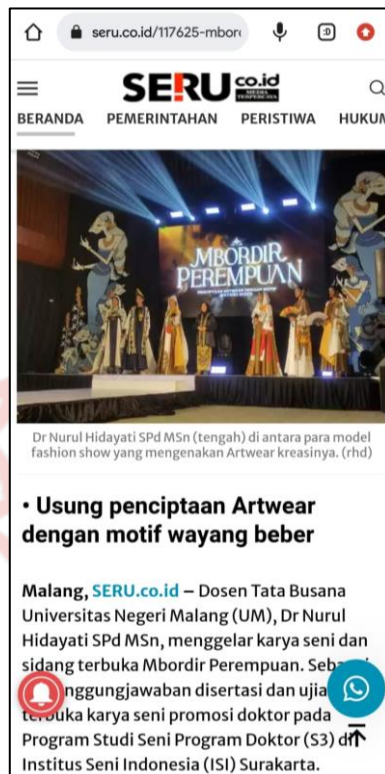 seru.co.id/117625-mbor
SERU co.id
MEDIA
TERPERCAYA
BERANDA PEMERINTAHAN PERISTIWA HUKUM
MBORDIR
PEREMPUAN
Dr Nurul Hidayati SPd MSn (tengah) di antara para model
fashion show yang mengenakan Artwear kreasinya. (rhd)
• Usung penciptaan Artwear
dengan motif wayang beber
Malang, SERU.co.id – Dosen Tata Busana
Universitas Negeri Malang (UM), Dr Nurul
Hidayati SPd MSn, menggelar karya seni dan
sidang terbuka Mbordir Perempuan.
nggungjawaban disertasi dan ujia
terbuka karya seni promosi doktor pada
Program Studi Seni Program Doktor (S3) di
Institus Seni Indonesia (ISI) Surakarta.